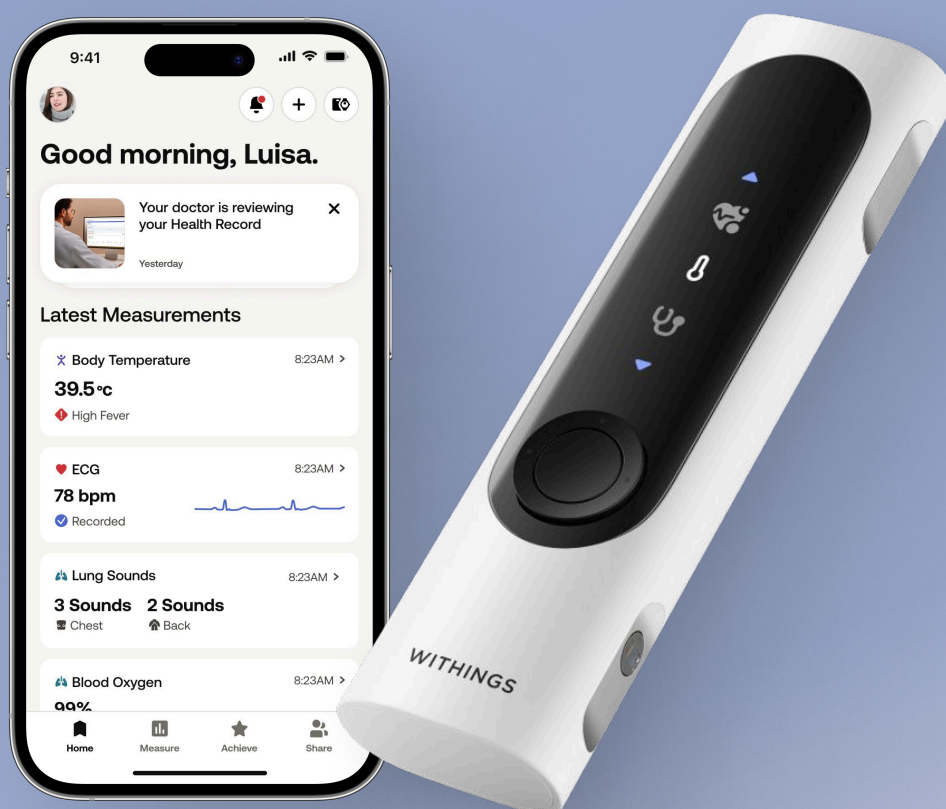 9:41
Good morning, Luisa.
Your doctor is reviewing
your Health Record
Yesterday
Latest Measurements
Body Temperature 8:23AM >
39.5°C
High Fever
ECG 8:23AM >
78 bpm
Recorded
Lung Sounds 8:23AM >
3 Sounds 2 Sounds
Chest Back
Blood Oxygen 8:23AM >
99%
Home Measure Achieve Share
WITHINGS